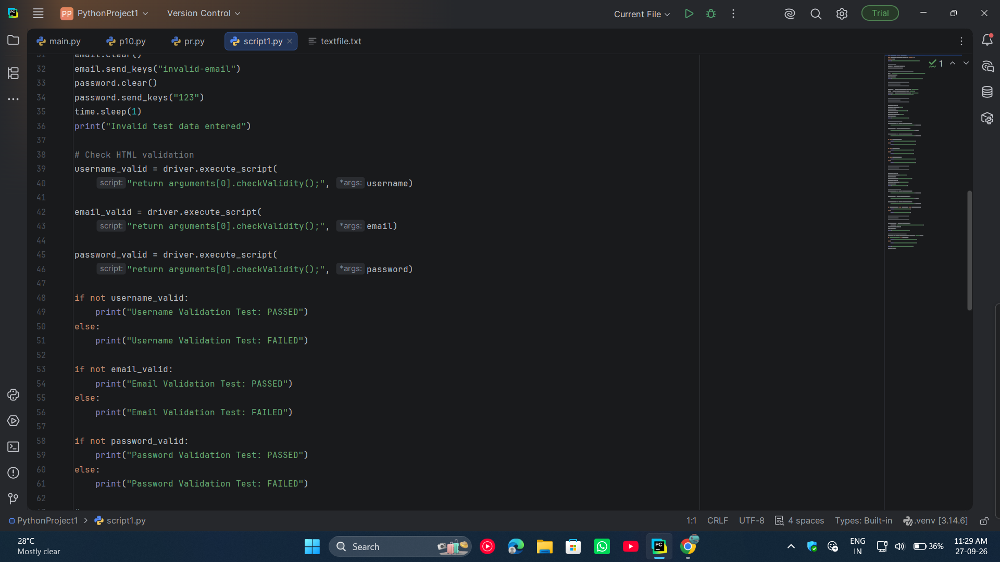 PP PythonProject1 Version Control Current File Trial
main.py p10.py pr.py script1.py textfile.txt
31 email.clear()
32 email.send_keys("invalid-email")
1
33 password.clear()
34 password.send_keys("123")
35 time.sleep(1)
36 print("Invalid test data entered")
37
38 # Check HTML validation
39 username_valid = driver.execute_script(
40 script: "return arguments[0].checkValidity();", *args: username)
41
42 email_valid = driver.execute_script(
43 script: "return arguments[0].checkValidity();", *args: email)
44
45 password_valid = driver.execute_script(
46 script: "return arguments[0].checkValidity();", *args: password)
47
48 if not username_valid:
49 print("Username Validation Test: PASSED")
50 else:
51 print("Username Validation Test: FAILED")
52
53 if not email_valid:
54 print("Email Validation Test: PASSED")
55 else:
56 print("Email Validation Test: FAILED")
57
58 if not password_valid:
59 print("Password Validation Test: PASSED")
60 else:
61 print("Password Validation Test: FAILED")
62
PythonProject1 > script1.py 1:1 CRLF UTF-8 4 spaces Types: Built-in .venv [3.14.6]
28°C
Mostly clear
Search
PC
ENG
IN
36%
11:29 AM
27-09-26